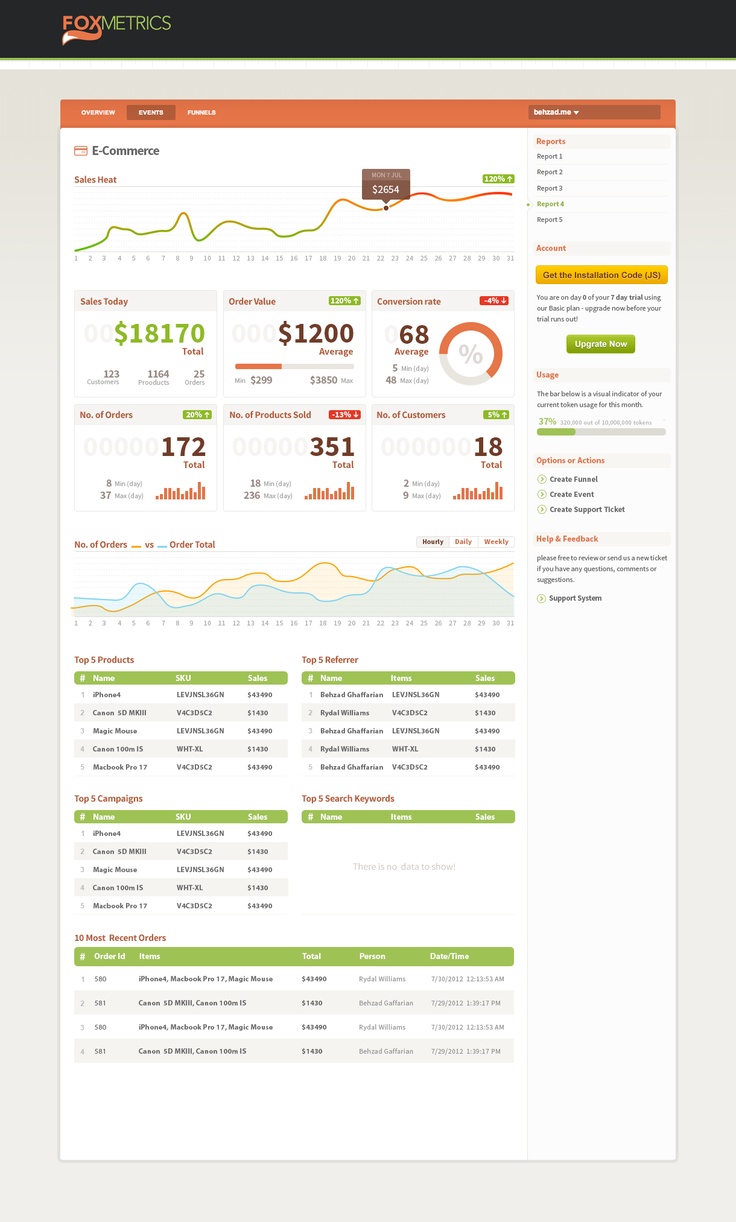 FOXMETRICS
OVERVIEW EVENTS FUNNELS behzad.me
E-Commerce
Sales Heat 120%
MON 7 JUL
$2654
1 2 3 4 5 6 7 8 9 10 11 12 13 14 15 16 17 18 19 20 21 22 23 24 25 26 27 28 29 30 31
Sales Today
00$18170
Total
123 1164 25
Customers Prooducts Orders
Order Value 120%
000$1200
Average
Min $299 $3850 Max
Conversion rate -4%
068
Average
5 Min (day)
48 Max (day)
%
No. of Orders 20%
00000172
Total
8 Min (day)
37 Max (day)
No. of Products Sold -13%
00000351
Total
18 Min (day)
236 Max (day)
No. of Customers 5%
00000018
Total
2 Min (day)
9 Max (day)
No. of Orders vs Order Total Hourly Daily Weekly
1 2 3 4 5 6 7 8 9 10 11 12 13 14 15 16 17 18 19 20 21 22 23 24 25 26 27 28 29 30 31
Top 5 Products
# Name SKU Sales
1 iPhone4 LEVJNSL36GN $43490
2 Canon 5D MKIII V4C3D5C2 $1430
3 Magic Mouse LEVJNSL36GN $43490
4 Canon 100m IS WHT-XL $1430
5 Macbook Pro 17 V4C3D5C2 $43490
Top 5 Referrer
# Name Items Sales
1 Behzad Ghaffarian LEVJNSL36GN $43490
2 Rydal Williams V4C3D5C2 $1430
3 Behzad Ghaffarian LEVJNSL36GN $43490
4 Rydal Williams WHT-XL $1430
5 Behzad Ghaffarian V4C3D5C2 $43490
Top 5 Campaigns
# Name SKU Sales
1 iPhone4 LEVJNSL36GN $43490
2 Canon 5D MKIII V4C3D5C2 $1430
3 Magic Mouse LEVJNSL36GN $43490
4 Canon 100m IS WHT-XL $1430
5 Macbook Pro 17 V4C3D5C2 $43490
Top 5 Search Keywords
# Name Items Sales
There is no data to show!
10 Most Recent Orders
# Order Id Items Total Person Date/Time
1 580 iPhone4, Macbook Pro 17, Magic Mouse $43490 Rydal Williams 7/30/2012 12:13:53 AM
2 581 Canon 5D MKIII, Canon 100m IS $1430 Behzad Gaffarian 7/29/2012 1:39:17 PM
3 580 iPhone4, Macbook Pro 17, Magic Mouse $43490 Rydal Williams 7/30/2012 12:13:53 AM
4 581 Canon 5D MKIII, Canon 100m IS $1430 Behzad Gaffarian 7/29/2012 1:39:17 PM
Reports
Report 1
Report 2
Report 3
Report 4
Report 5
Account
Get the Installation Code (JS)
You are on day 0 of your 7 day trial using
our Basic plan - upgrade now before your
trial runs out!
Upgrate Now
Usage
The bar below is a visual indicator of your
current token usage for this month.
37% 320,000 out of 10,000,000 tokens
Options or Actions
Create Funnel
Create Event
Create Support Ticket
Help & Feedback
please free to review or send us a new ticket
if you have any questions, comments or
suggestions.
Support System